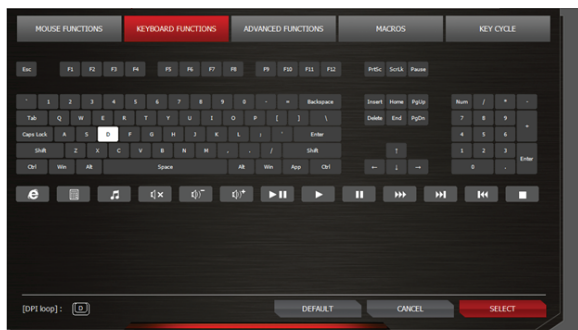 MOUSE FUNCTIONS KEYBOARD FUNCTIONS ADVANCED FUNCTIONS MACROS KEY CYCLE
Esc F1 F2 F3 F4 F5 F6 F7 F8 F9 F10 F11 F12 PrtSc ScrLk Pause
` 1 2 3 4 5 6 7 8 9 0 - = Backspace Insert Home PgUp Num / * -
Tab Q W E R T Y U I O P [ ] \ Delete End PgDn 7 8 9 +
Caps Lock A S D F G H J K L ; ' Enter 4 5 6
Shift Z X C V B N M , . / Shift ↑ 1 2 3 Enter
Ctrl Win Alt Space Alt Win App Ctrl ← ↓ → 0 .
[DPI loop] : D DEFAULT CANCEL SELECT